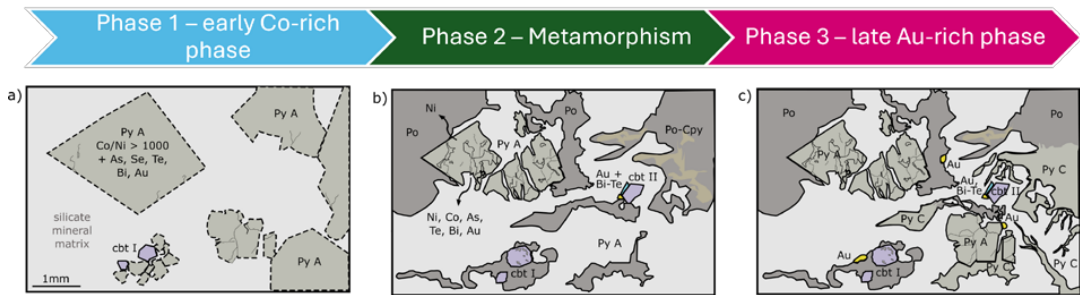 Phase 1 – early Co-rich
phase
Phase 2 – Metamorphism
Phase 3 – late Au-rich phase
a)
Py A
Co/Ni > 1000
+ As, Se, Te,
Bi, Au
Py A
silicate
mineral
matrix
cbt I
1mm
Py A
b)
Ni
Po
Po
Py A
Po-Cpy
Au +
Bi-Te
cbt II
Ni, Co, As,
Te, Bi, Au
Py A
cbt I
c)
Po
Po
Py A
Au
Py C
Au,
Bi-Te
cbt II
Py C
Au
Py A
Au
cbt I
Py C
Py C